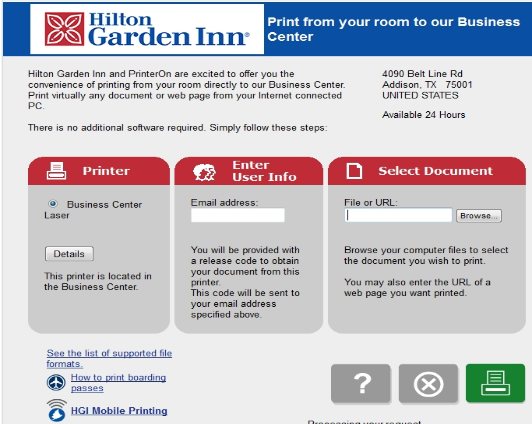 Hilton
Garden Inn®
Print from your room to our Business
Center
Hilton Garden Inn and PrinterOn are excited to offer you the
convenience of printing from your room directly to our Business Center.
Print virtually any document or web page from your Internet connected
PC.
There is no additional software required. Simply follow these steps:
4090 Belt Line Rd
Addison, TX 75001
UNITED STATES
Available 24 Hours
Printer
Business Center
Laser
Details
This printer is located in
the Business Center.
Enter
User Info
Email address:
You will be provided with
a release code to obtain
your document from this
printer.
This code will be sent to
your email address
specified above.
Select Document
File or URL:
Browse...
Browse your computer files to select
the document you wish to print.
You may also enter the URL of a
web page you want printed.
See the list of supported file
formats.
How to print boarding
passes
HGI Mobile Printing
?
Processing your request